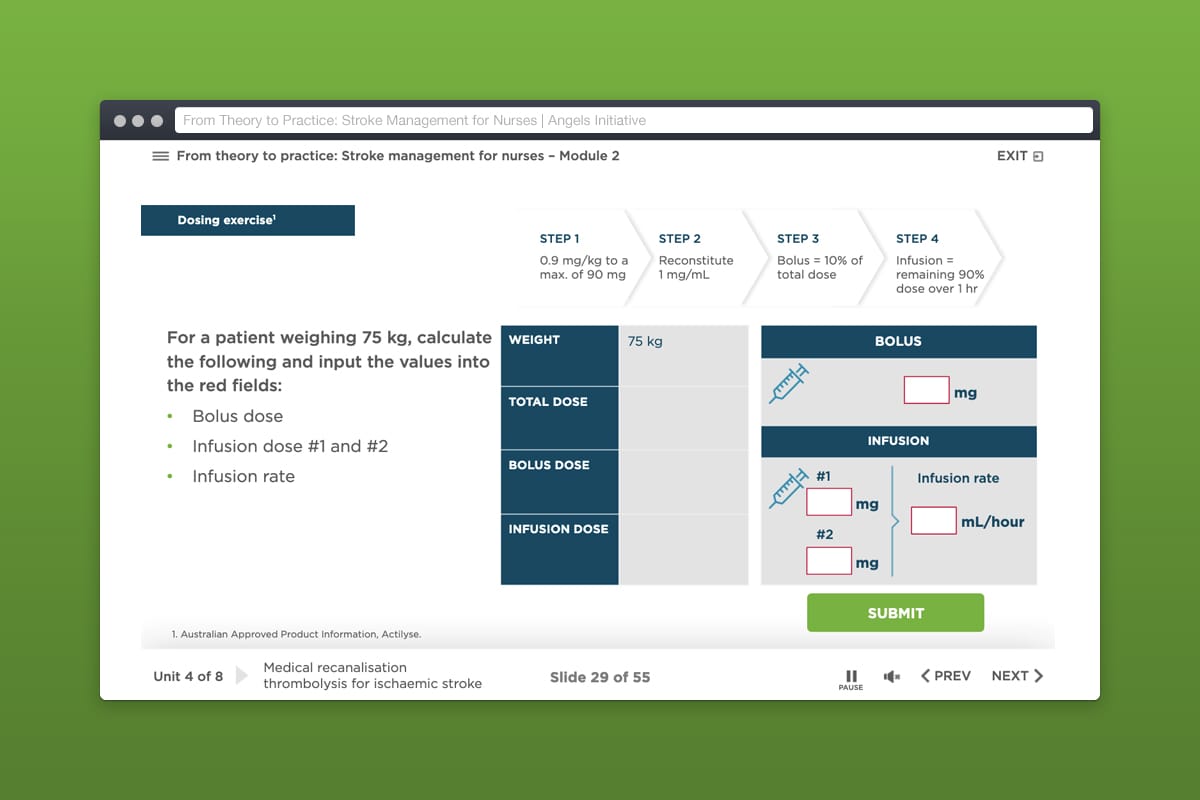 From Theory to Practice: Stroke Management for Nurses | Angels Initiative
From theory to practice: Stroke management for nurses – Module 2
EXIT
Dosing exercise¹
STEP 1
0.9 mg/kg to a
max. of 90 mg
STEP 2
Reconstitute
1 mg/mL
STEP 3
Bolus = 10% of
total dose
STEP 4
Infusion =
remaining 90%
dose over 1 hr
For a patient weighing 75 kg, calculate
the following and input the values into
the red fields:
• Bolus dose
• Infusion dose #1 and #2
• Infusion rate
WEIGHT
75 kg
TOTAL DOSE
BOLUS DOSE
INFUSION DOSE
BOLUS
mg
INFUSION
#1
mg
#2
mg
Infusion rate
mL/hour
SUBMIT
1. Australian Approved Product Information, Actilyse.
Unit 4 of 8
Medical recanalisation
thrombolysis for ischaemic stroke
Slide 29 of 55
PAUSE
PREV
NEXT